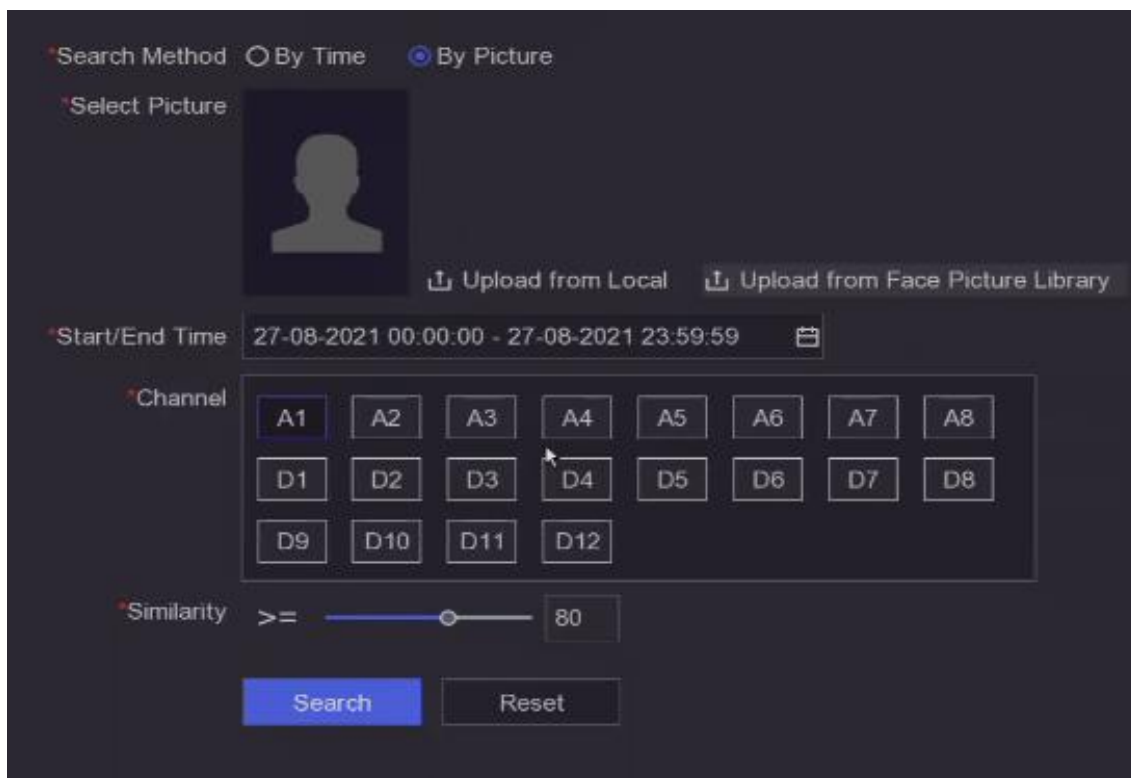 *Search Method By Time By Picture
*Select Picture
Upload from Local Upload from Face Picture Library
*Start/End Time 27-08-2021 00:00:00 - 27-08-2021 23:59:59
*Channel
A1 A2 A3 A4 A5 A6 A7 A8
D1 D2 D3 D4 D5 D6 D7 D8
D9 D10 D11 D12
*Similarity >= 80
Search Reset